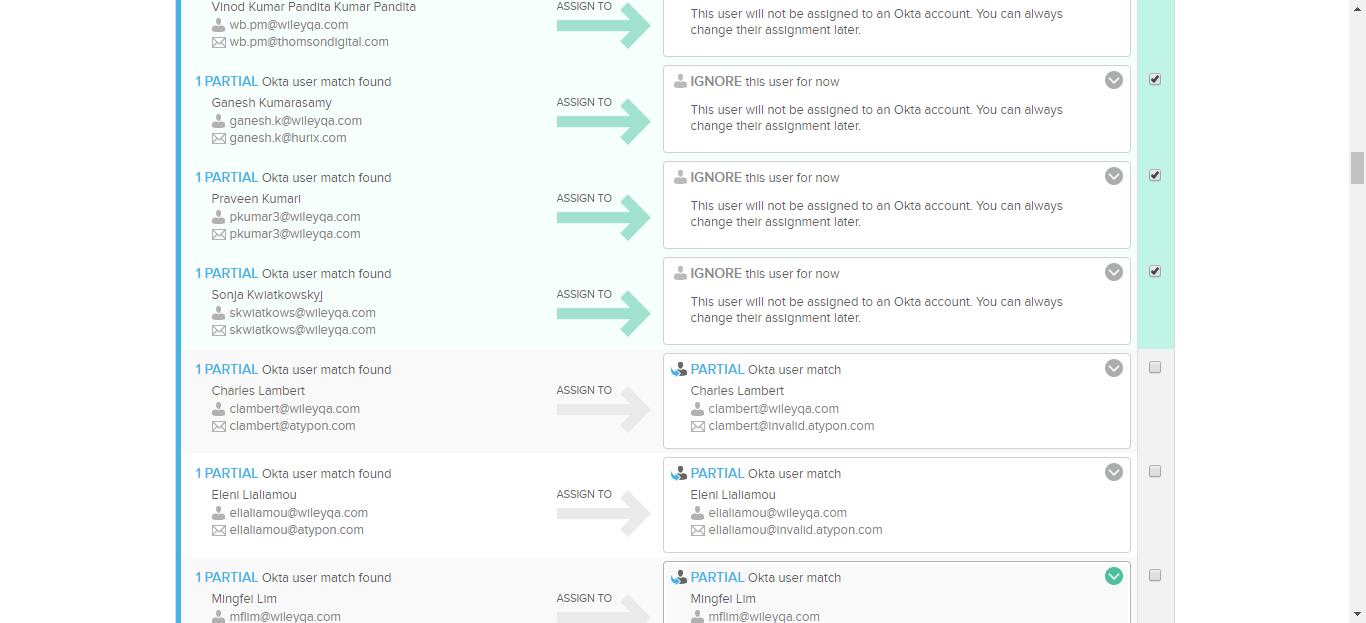 Vinod Kumar Pandita Kumar Pandita
wb.pm@wileyqa.com
wb.pm@thomsondigital.com
ASSIGN TO
This user will not be assigned to an Okta account. You can always
change their assignment later.
1 PARTIAL Okta user match found
Ganesh Kumarasamy
ganesh.k@wileyqa.com
ganesh.k@hurix.com
ASSIGN TO
IGNORE this user for now
This user will not be assigned to an Okta account. You can always
change their assignment later.
1 PARTIAL Okta user match found
Praveen Kumari
pkumar3@wileyqa.com
pkumar3@wileyqa.com
ASSIGN TO
IGNORE this user for now
This user will not be assigned to an Okta account. You can always
change their assignment later.
1 PARTIAL Okta user match found
Sonja Kwiatkowskyj
skwiatkows@wileyqa.com
skwiatkows@wileyqa.com
ASSIGN TO
IGNORE this user for now
This user will not be assigned to an Okta account. You can always
change their assignment later.
1 PARTIAL Okta user match found
Charles Lambert
clambert@wileyqa.com
clambert@atypon.com
ASSIGN TO
PARTIAL Okta user match
Charles Lambert
clambert@wileyqa.com
clambert@invalid.atypon.com
1 PARTIAL Okta user match found
Eleni Lialiamou
elialiamou@wileyqa.com
elialiamou@atypon.com
ASSIGN TO
PARTIAL Okta user match
Eleni Lialiamou
elialiamou@wileyqa.com
elialiamou@invalid.atypon.com
1 PARTIAL Okta user match found
Mingfei Lim
mflim@wileyqa.com
ASSIGN TO
PARTIAL Okta user match
Mingfei Lim
mflim@wileyqa.com